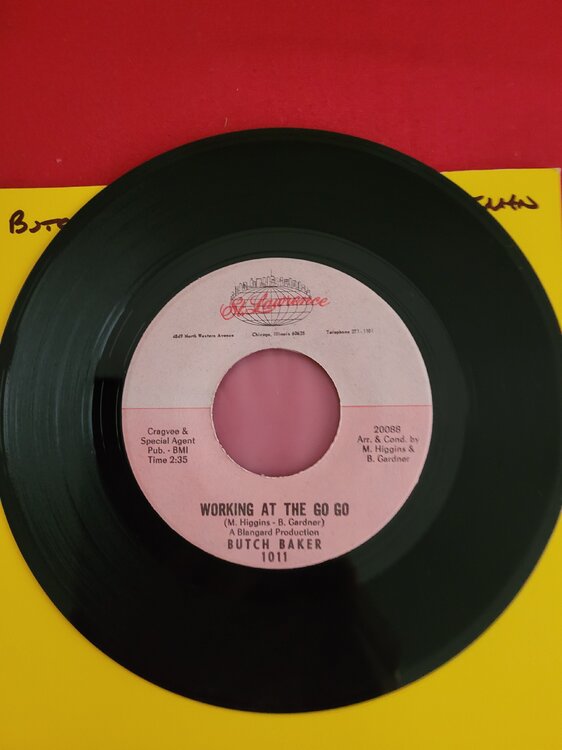 St. Lawrence
4849 North Western Avenue Chicago, Illinois 60625 Telephone
Cragvee &
Special Agent
Pub. - BMI
Time 2:35
20088
Arr. & Cond. by
M. Higgins &
B. Gardner
WORKING AT THE GO GO
(M. Higgins - B. Gardner)
A Blangard Production
BUTCH BAKER
1011